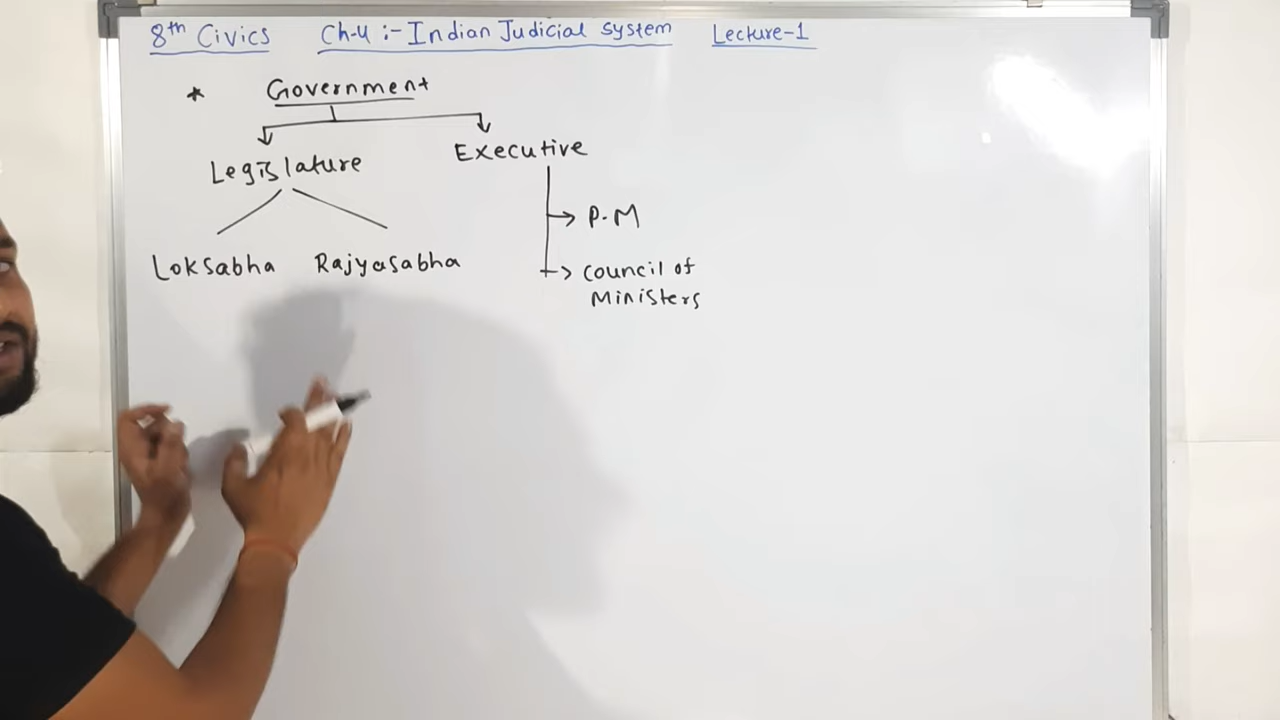 8th Civics Ch-4 :- Indian Judicial system Lecture-1
* Government
Legislature Executive
→ P.M
Loksabha Rajyasabha → council of
Ministers